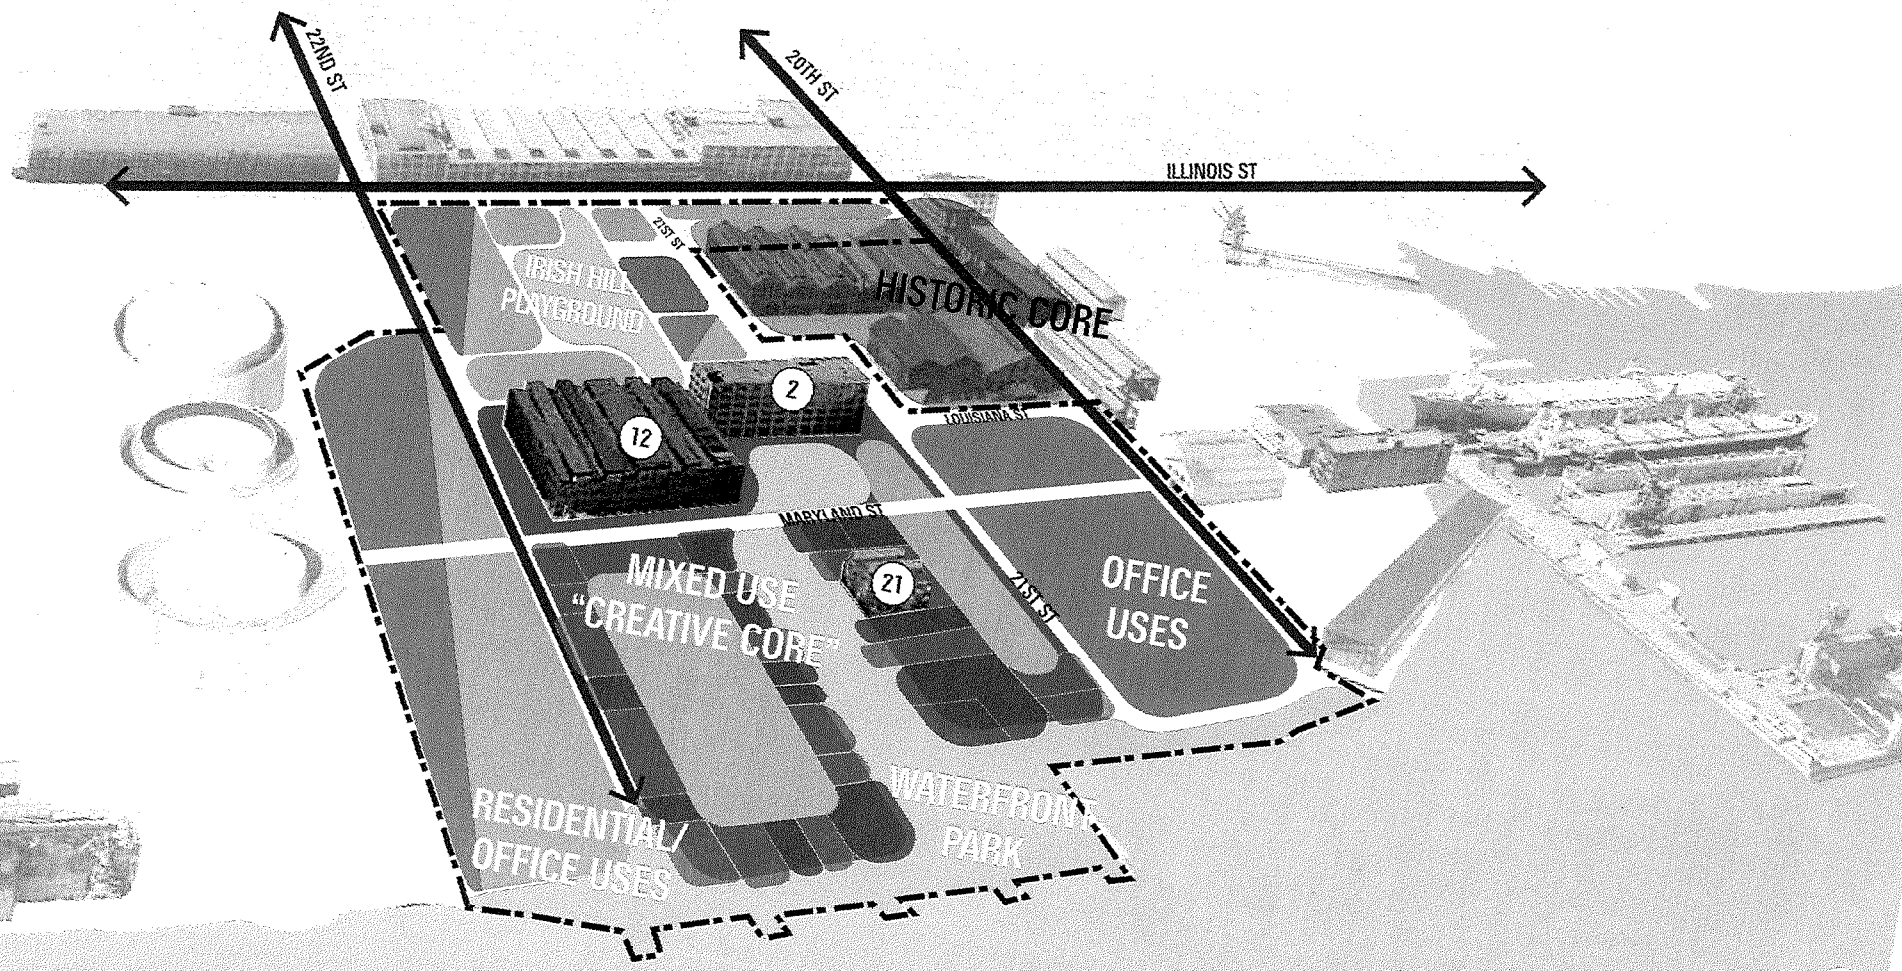 22ND ST
20TH ST
ILLINOIS ST
21ST ST
IRISH HILL
PLAYGROUND
HISTORIC CORE
2
12
LOUISIANA ST
MARYLAND ST
MIXED USE
“CREATIVE CORE”
21
21ST ST
OFFICE
USES
RESIDENTIAL/
OFFICE USES
WATERFRONT
PARK